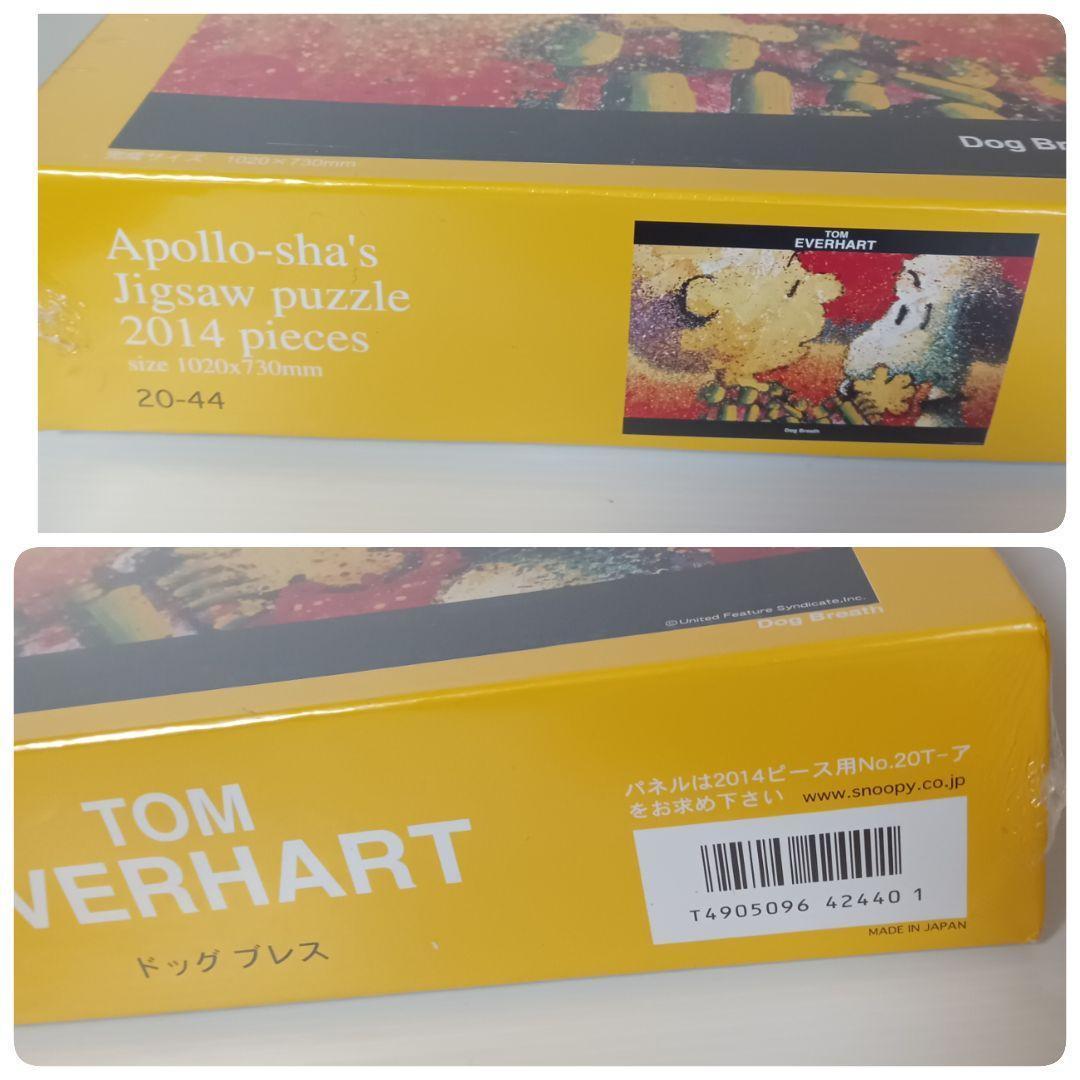 Dog Br
完成サイズ 1020×730mm
Apollo-sha's
Jigsaw puzzle
2014 pieces
size 1020x730mm
20-44
TOM
EVERHART
Dog Breath
©United Feature Syndicate,Inc.
Dog Breath
TOM
VERHART
ドッグ ブレス
パネルは2014ピース用No.20T-ア
をお求め下さい www.snoopy.co.jp
T4905096 42440 1
MADE IN JAPAN